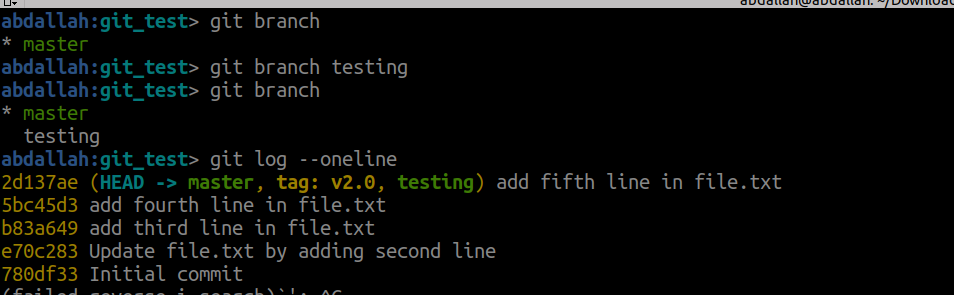 abdallah@abdallah: ~/Downloa
abdallah:git_test> git branch
* master
abdallah:git_test> git branch testing
abdallah:git_test> git branch
* master
  testing
abdallah:git_test> git log --oneline
2d137ae (HEAD -> master, tag: v2.0, testing) add fifth line in file.txt
5bc45d3 add fourth line in file.txt
b83a649 add third line in file.txt
e70c283 Update file.txt by adding second line
780df33 Initial commit
(failed reverse-i-search)`': ^C